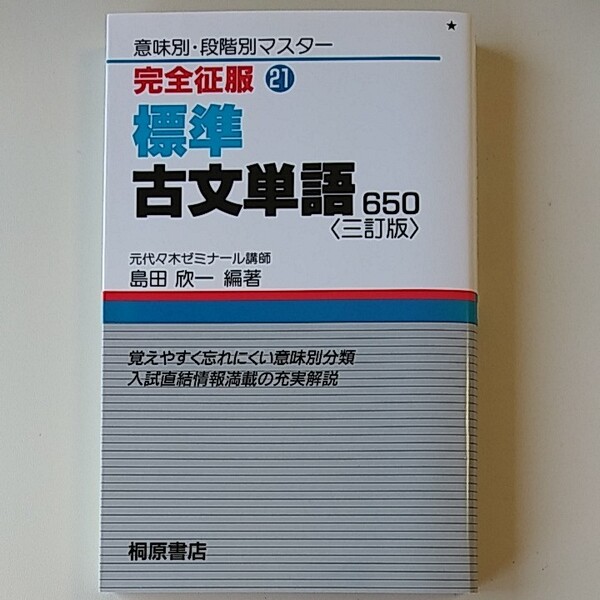 ★
意味別・段階別マスター
完全征服 21
標準
古文単語 650
〈三訂版〉
元代々木ゼミナール講師
島田 欣一 編著
覚えやすく忘れにくい意味別分類
入試直結情報満載の充実解説
桐原書店